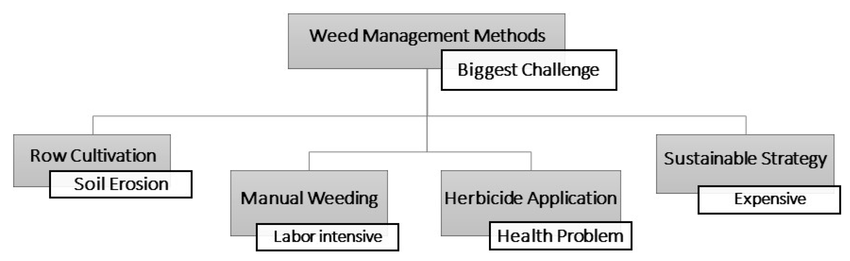 Weed Management Methods
Biggest Challenge
Row Cultivation
Soil Erosion
Manual Weeding
Labor intensive
Herbicide Application
Health Problem
Sustainable Strategy
Expensive